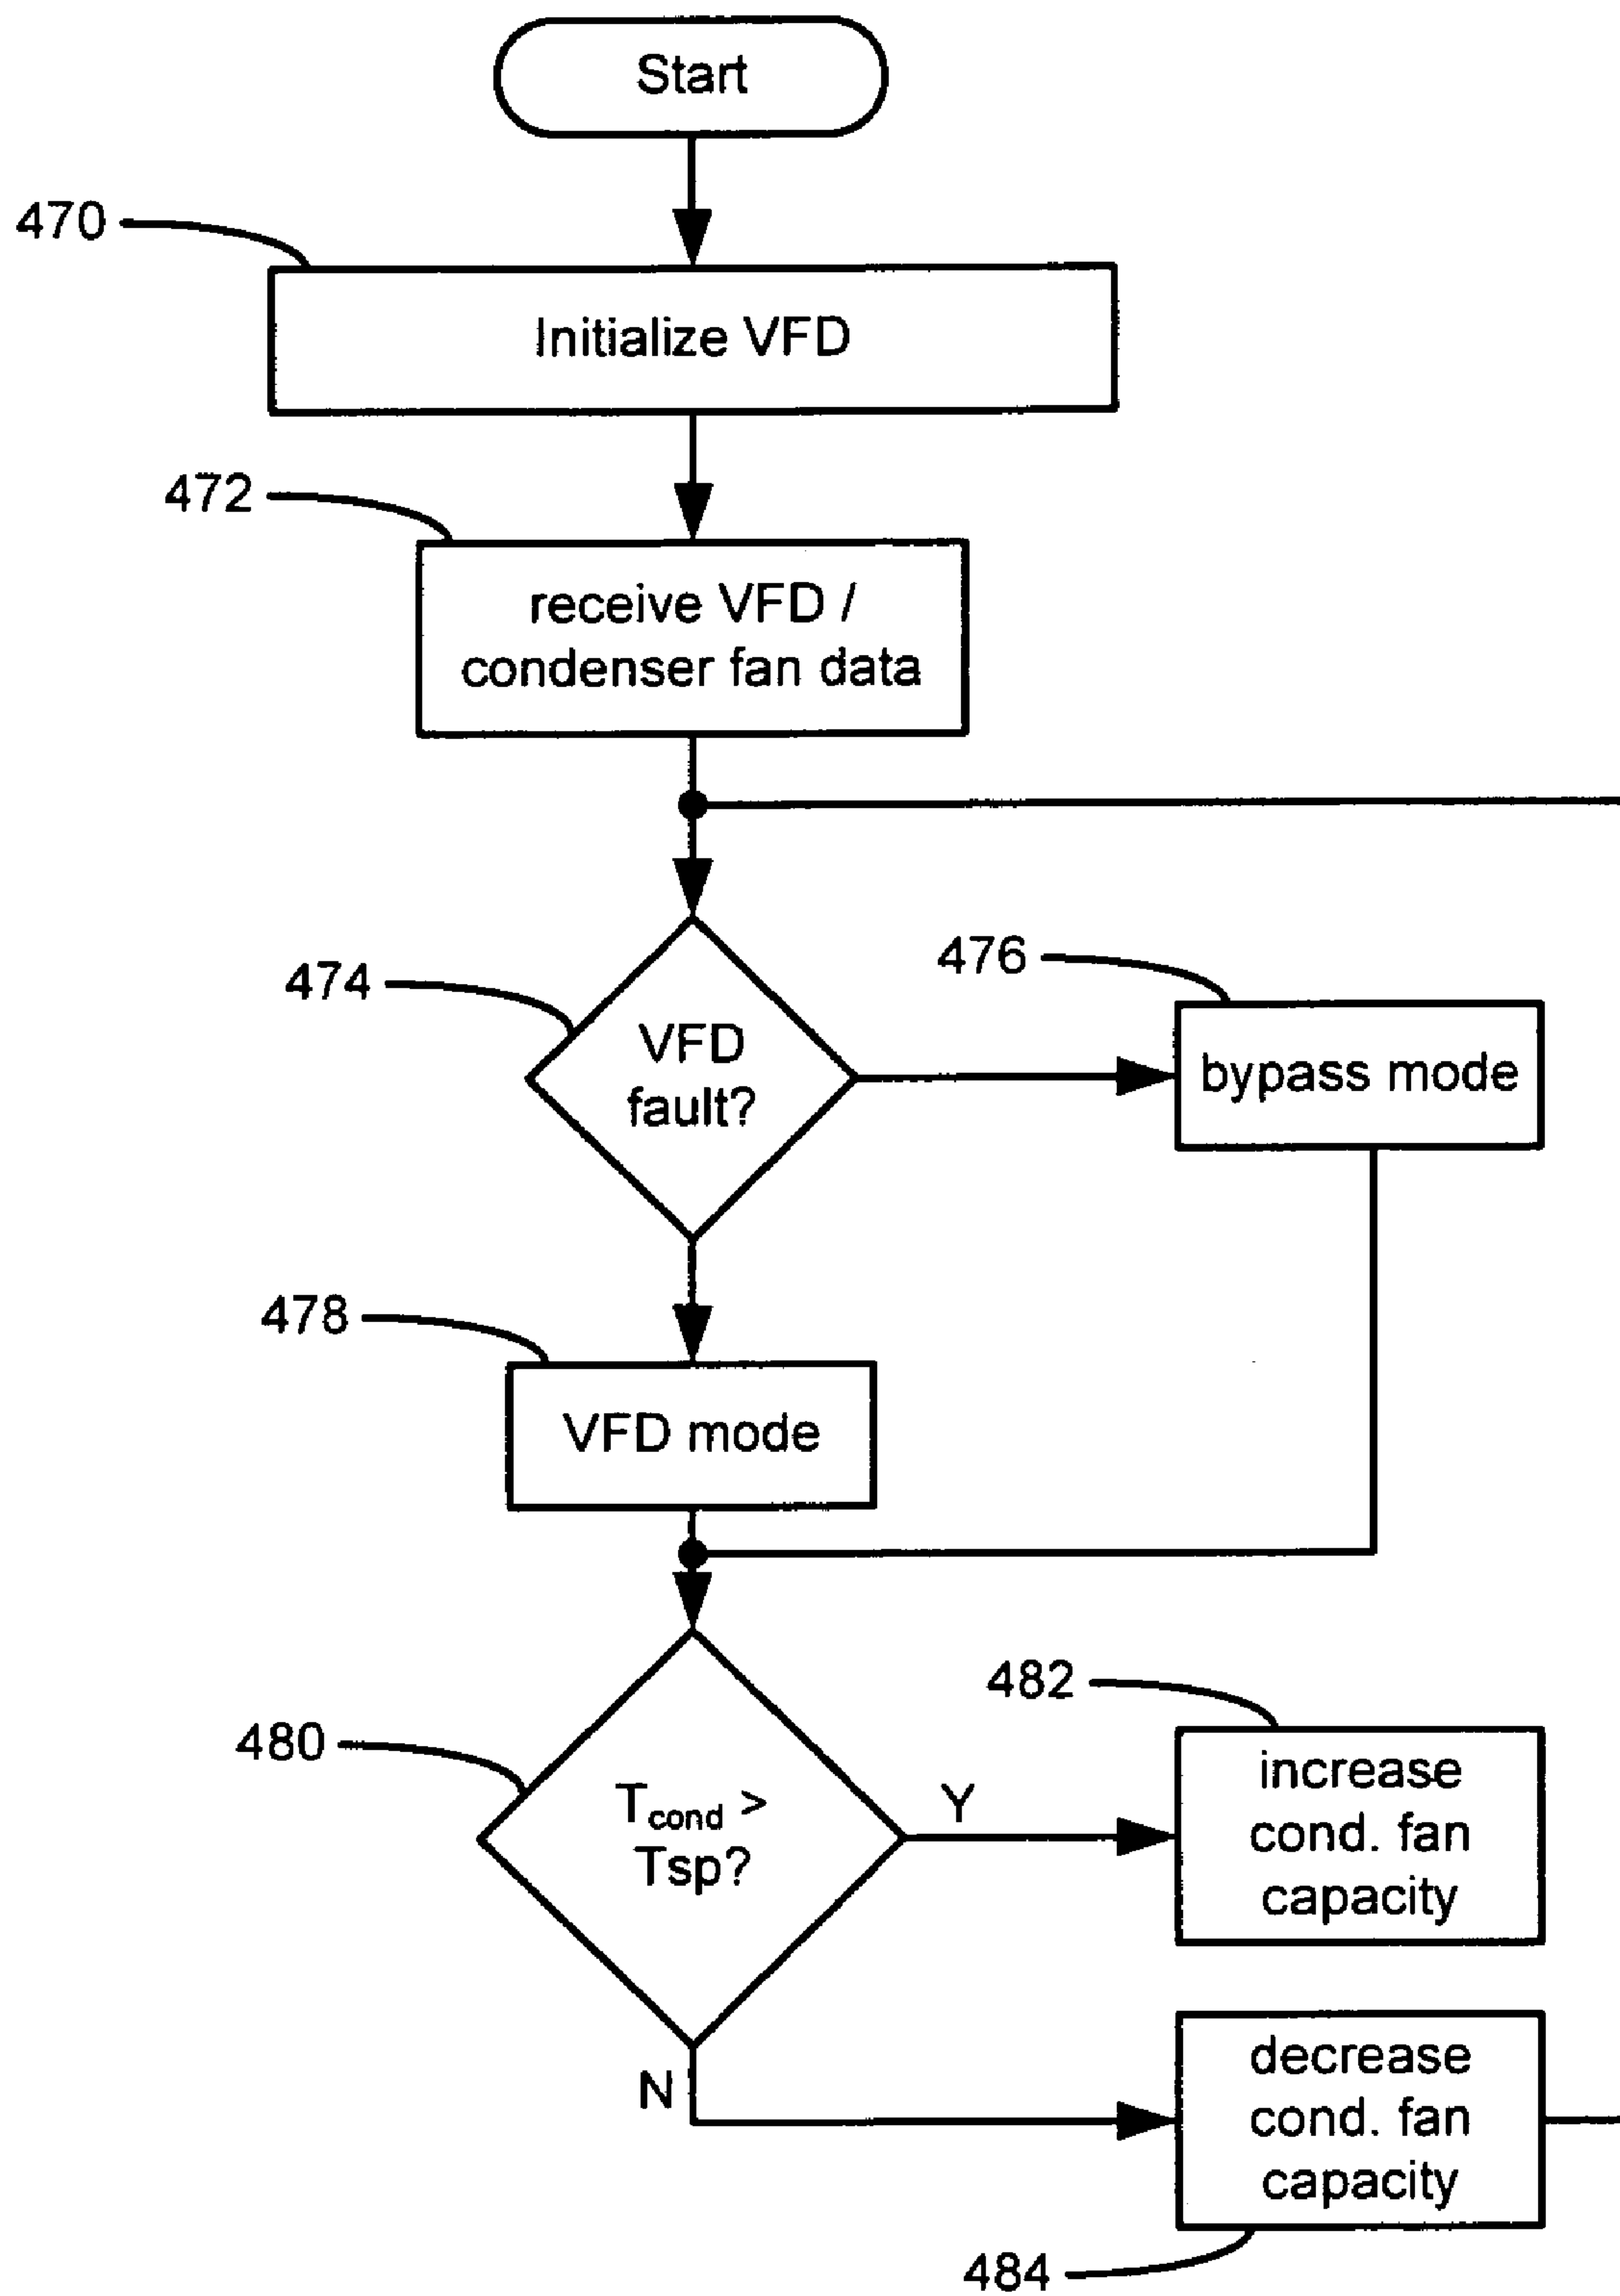 Start
470
Initialize VFD
472
receive VFD /
condenser fan data
474
VFD
fault?
476
bypass mode
478
VFD mode
480
Tcond >
Tsp?
Y
482
increase
cond. fan
capacity
N
decrease
cond. fan
capacity
484